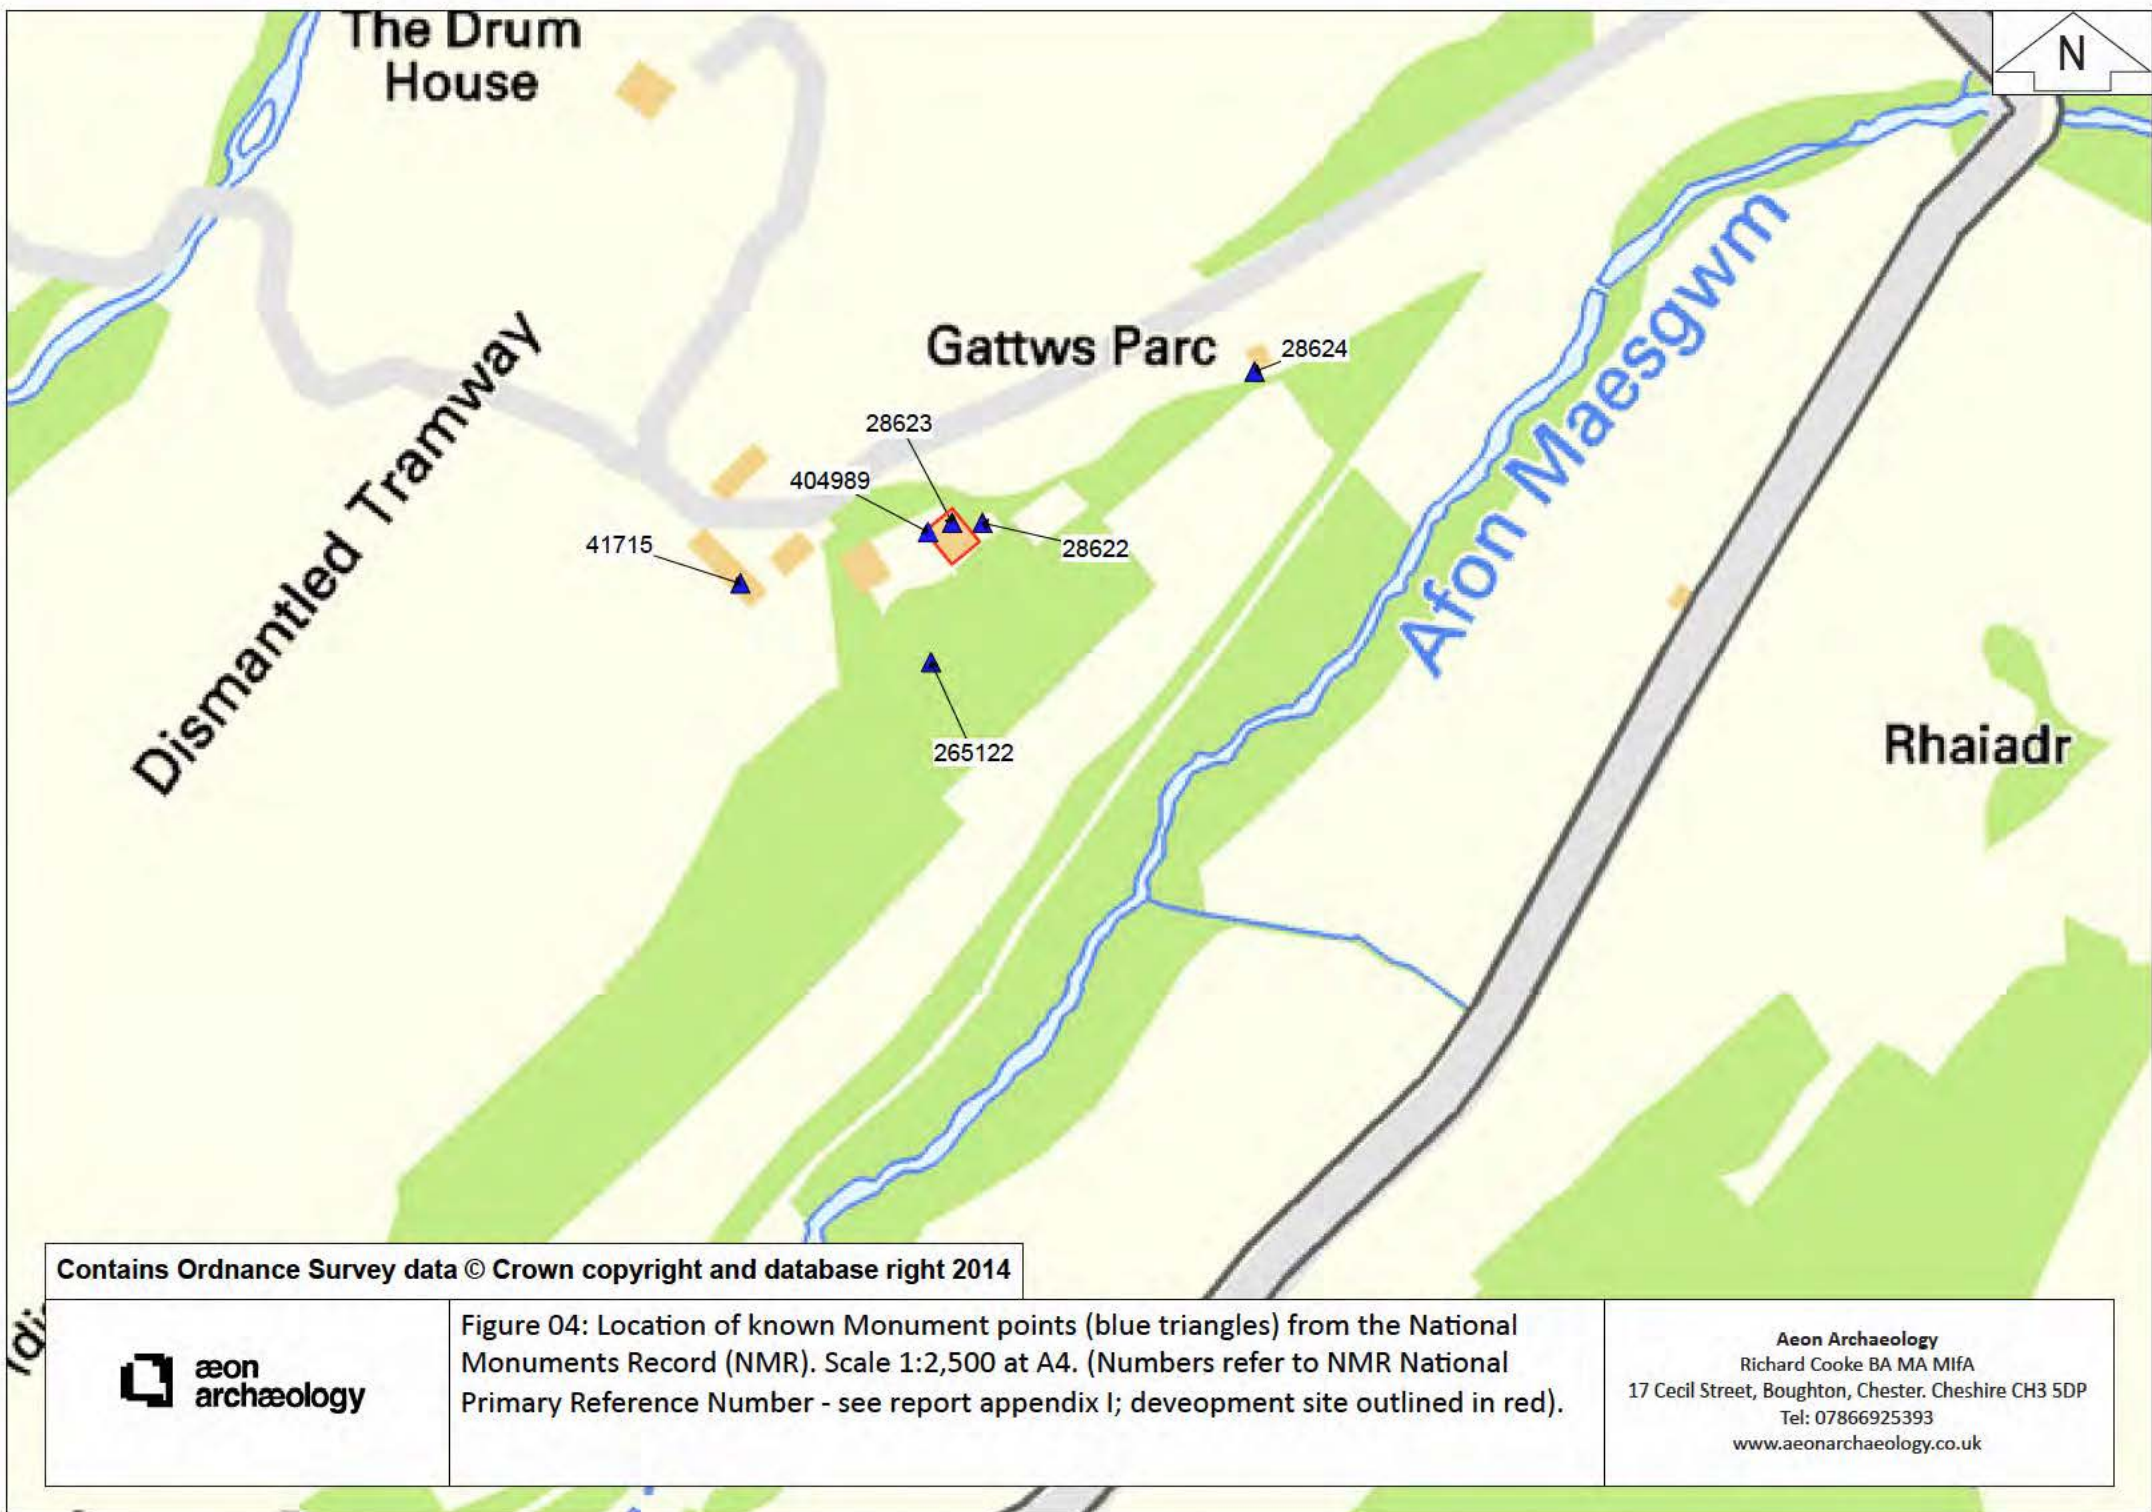 The Drum
House
N
Gattws Parc
28624
28623
404989
41715
28622
265122
Dismantled Tramway
Afon Maesgwm
Rhaiadr
Contains Ordnance Survey data © Crown copyright and database right 2014
æon
archæology
Figure 04: Location of known Monument points (blue triangles) from the National
Monuments Record (NMR). Scale 1:2,500 at A4. (Numbers refer to NMR National
Primary Reference Number - see report appendix I; deveopment site outlined in red).
Aeon Archaeology
Richard Cooke BA MA MIfA
17 Cecil Street, Boughton, Chester. Cheshire CH3 5DP
Tel: 07866925393
www.aeonarchaeology.co.uk